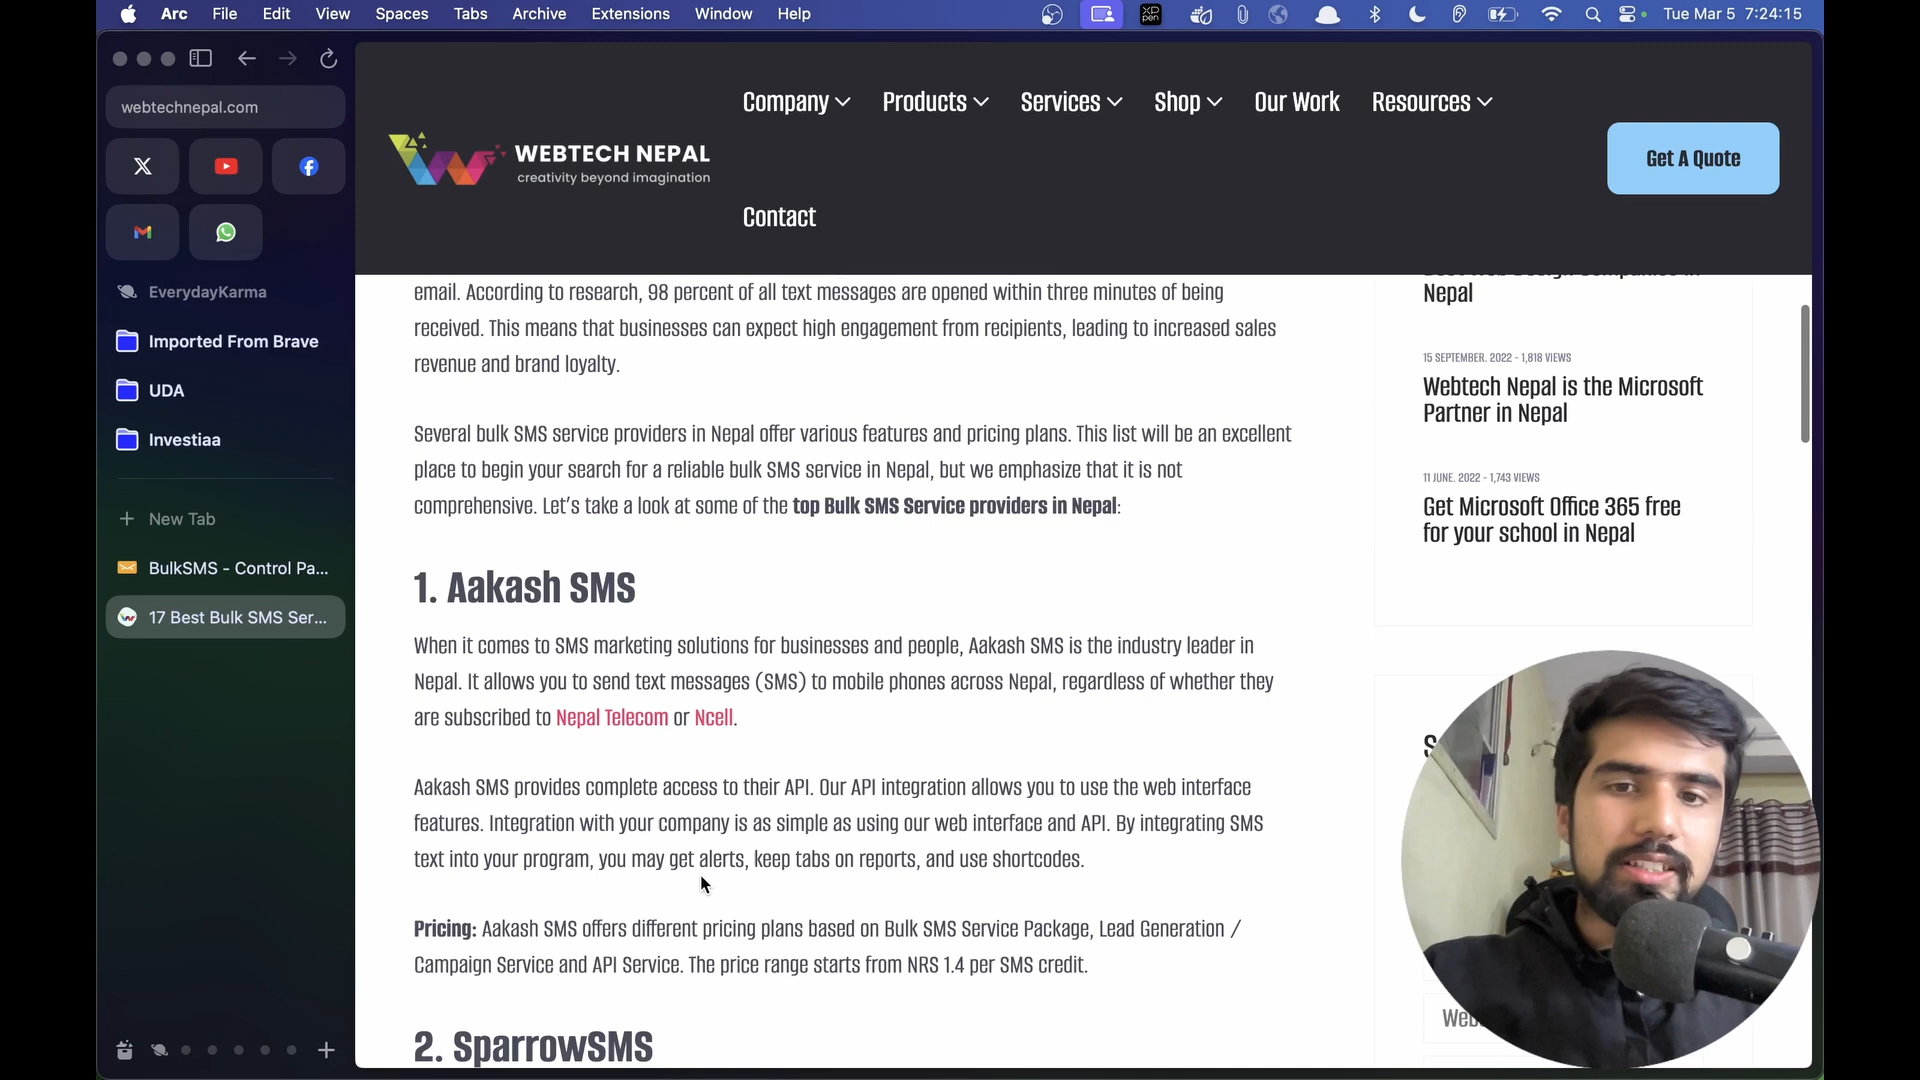 Arc File Edit View Spaces Tabs Archive Extensions Window Help
XP PEN
Tue Mar 5 7:24:15
webtechnepal.com
EverydayKarma
Imported From Brave
UDA
Investiaa
New Tab
BulkSMS - Control Pa...
17 Best Bulk SMS Ser...
Company Products Services Shop Our Work Resources
WEBTECH NEPAL
creativity beyond imagination
Get A Quote
Contact
email. According to research, 98 percent of all text messages are opened within three minutes of being
received. This means that businesses can expect high engagement from recipients, leading to increased sales
revenue and brand loyalty.
Several bulk SMS service providers in Nepal offer various features and pricing plans. This list will be an excellent
place to begin your search for a reliable bulk SMS service in Nepal, but we emphasize that it is not
comprehensive. Let's take a look at some of the top Bulk SMS Service providers in Nepal:
1. Aakash SMS
When it comes to SMS marketing solutions for businesses and people, Aakash SMS is the industry leader in
Nepal. It allows you to send text messages (SMS) to mobile phones across Nepal, regardless of whether they
are subscribed to Nepal Telecom or Ncell.
Aakash SMS provides complete access to their API. Our API integration allows you to use the web interface
features. Integration with your company is as simple as using our web interface and API. By integrating SMS
text into your program, you may get alerts, keep tabs on reports, and use shortcodes.
Pricing: Aakash SMS offers different pricing plans based on Bulk SMS Service Package, Lead Generation /
Campaign Service and API Service. The price range starts from NRS 1.4 per SMS credit.
2. SparrowSMS
Best Web Design Companies in
Nepal
15 SEPTEMBER. 2022 - 1,818 VIEWS
Webtech Nepal is the Microsoft
Partner in Nepal
11 JUNE. 2022 - 1,743 VIEWS
Get Microsoft Office 365 free
for your school in Nepal